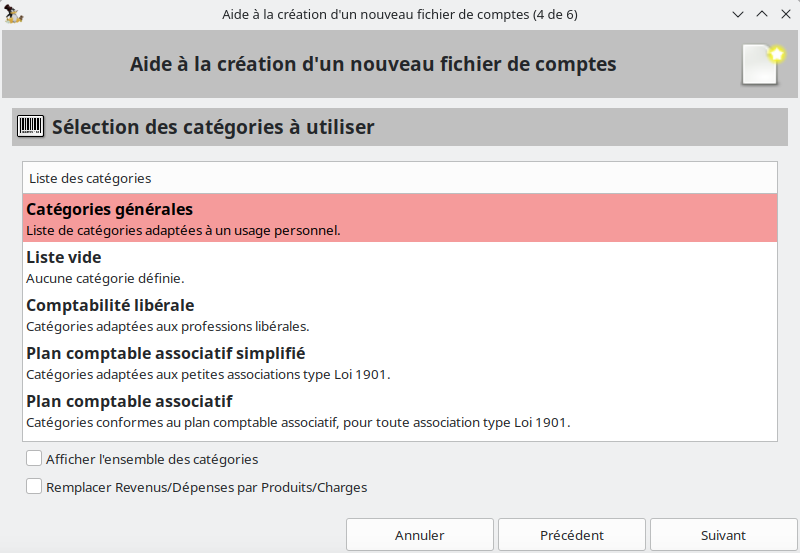 Aide à la création d'un nouveau fichier de comptes (4 de 6)
Aide à la création d'un nouveau fichier de comptes
Sélection des catégories à utiliser
Liste des catégories
Catégories générales
Liste de catégories adaptées à un usage personnel.
Liste vide
Aucune catégorie définie.
Comptabilité libérale
Catégories adaptées aux professions libérales.
Plan comptable associatif simplifié
Catégories adaptées aux petites associations type Loi 1901.
Plan comptable associatif
Catégories conformes au plan comptable associatif, pour toute association type Loi 1901.
Afficher l'ensemble des catégories
Remplacer Revenus/Dépenses par Produits/Charges
Annuler
Précédent
Suivant